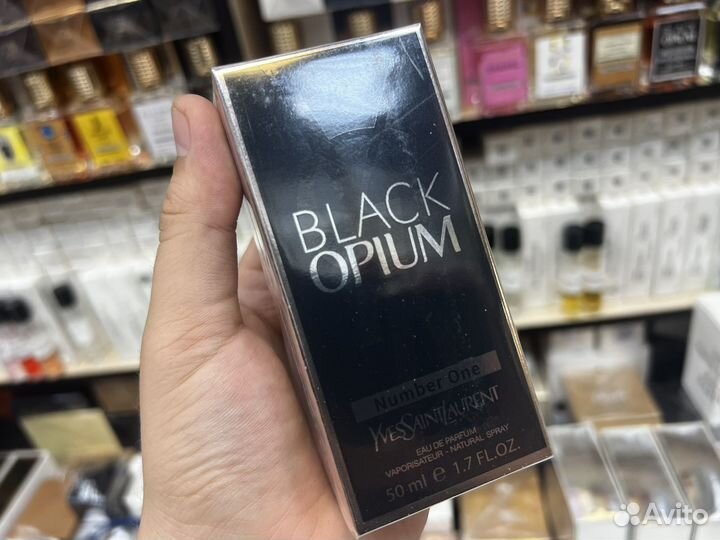 BLACK
OPIUM
Number One
YVESSAINTLAURENT
EAU DE PARFUM
VAPORISATEUR - NATURAL SPRAY
50 ml e 1.7 FL.OZ.
Avito